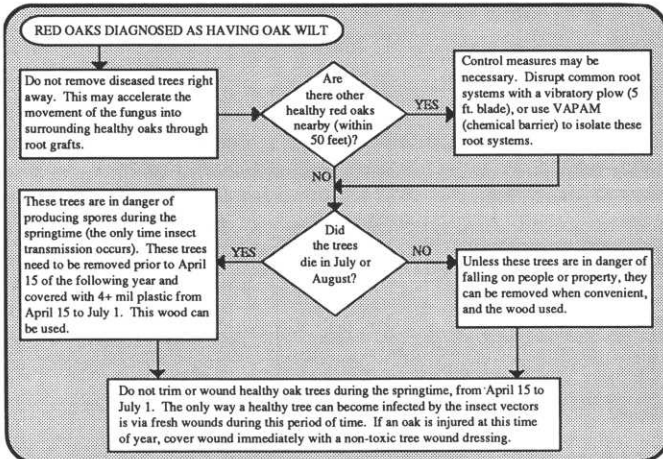 RED OAKS DIAGNOSED AS HAVING OAK WILT
Do not remove diseased trees right
away. This may accelerate the
movement of the fungus into
surrounding healthy oaks through
root grafts.
Are
there other
healthy red oaks
nearby (within
50 feet)?
YES
Control measures may be
necessary. Disrupt common root
systems with a vibratory plow (5
ft. blade), or use VAPAM
(chemical barrier) to isolate these
root systems.
NO
These trees are in danger of
producing spores during the
springtime (the only time insect
transmission occurs). These trees
need to be removed prior to April
15 of the following year and
covered with 4+ mil plastic from
April 15 to July 1. This wood can
be used.
YES
Did
the trees
die in July or
August?
NO
Unless these trees are in danger of
falling on people or property, they
can be removed when convenient,
and the wood used.
Do not trim or wound healthy oak trees during the springtime, from April 15 to
July 1. The only way a healthy tree can become infected by the insect vectors
is via fresh wounds during this period of time. If an oak is injured at this time
of year, cover wound immediately with a non-toxic tree wound dressing.